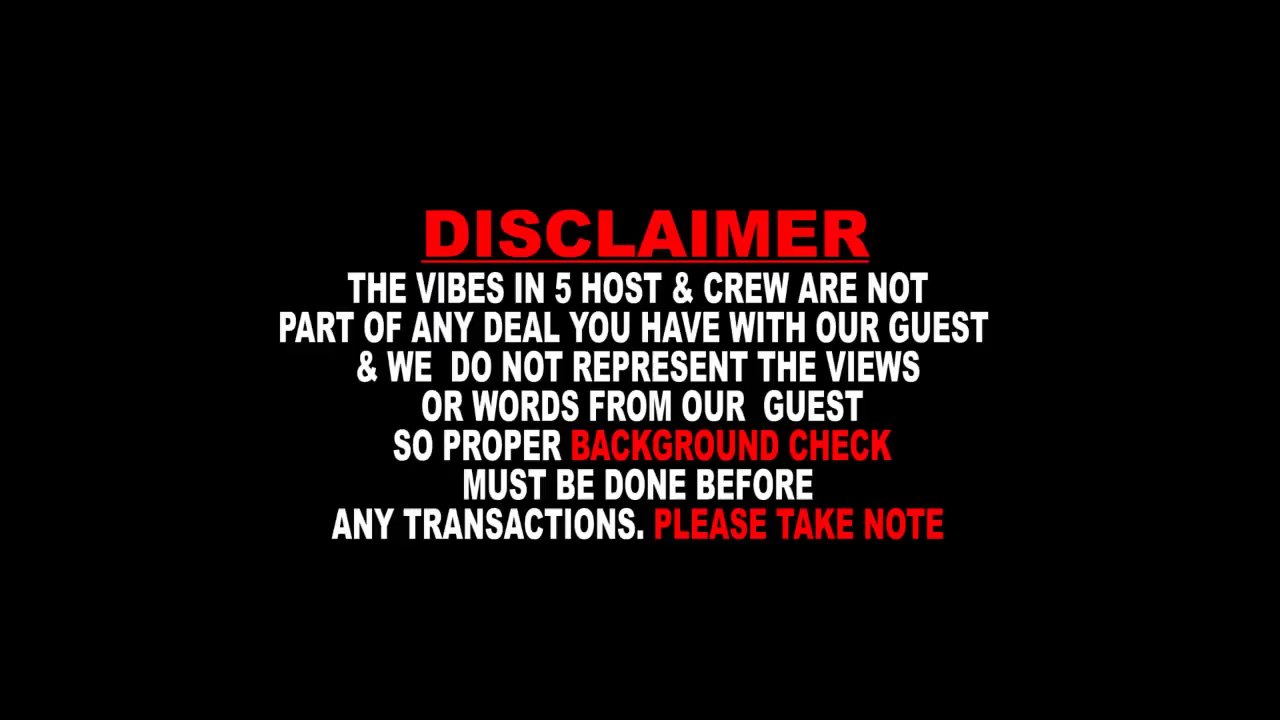 DISCLAIMER
THE VIBES IN 5 HOST & CREW ARE NOT
PART OF ANY DEAL YOU HAVE WITH OUR GUEST
& WE DO NOT REPRESENT THE VIEWS
OR WORDS FROM OUR GUEST
SO PROPER BACKGROUND CHECK
MUST BE DONE BEFORE
ANY TRANSACTIONS. PLEASE TAKE NOTE